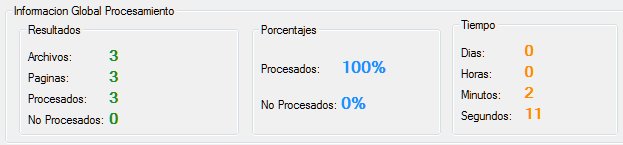 Informacion Global Procesamiento
Resultados
Archivos: 3
Paginas: 3
Procesados: 3
No Procesados: 0
Porcentajes
Procesados: 100%
No Procesados: 0%
Tiempo
Dias: 0
Horas: 0
Minutos: 2
Segundos: 11